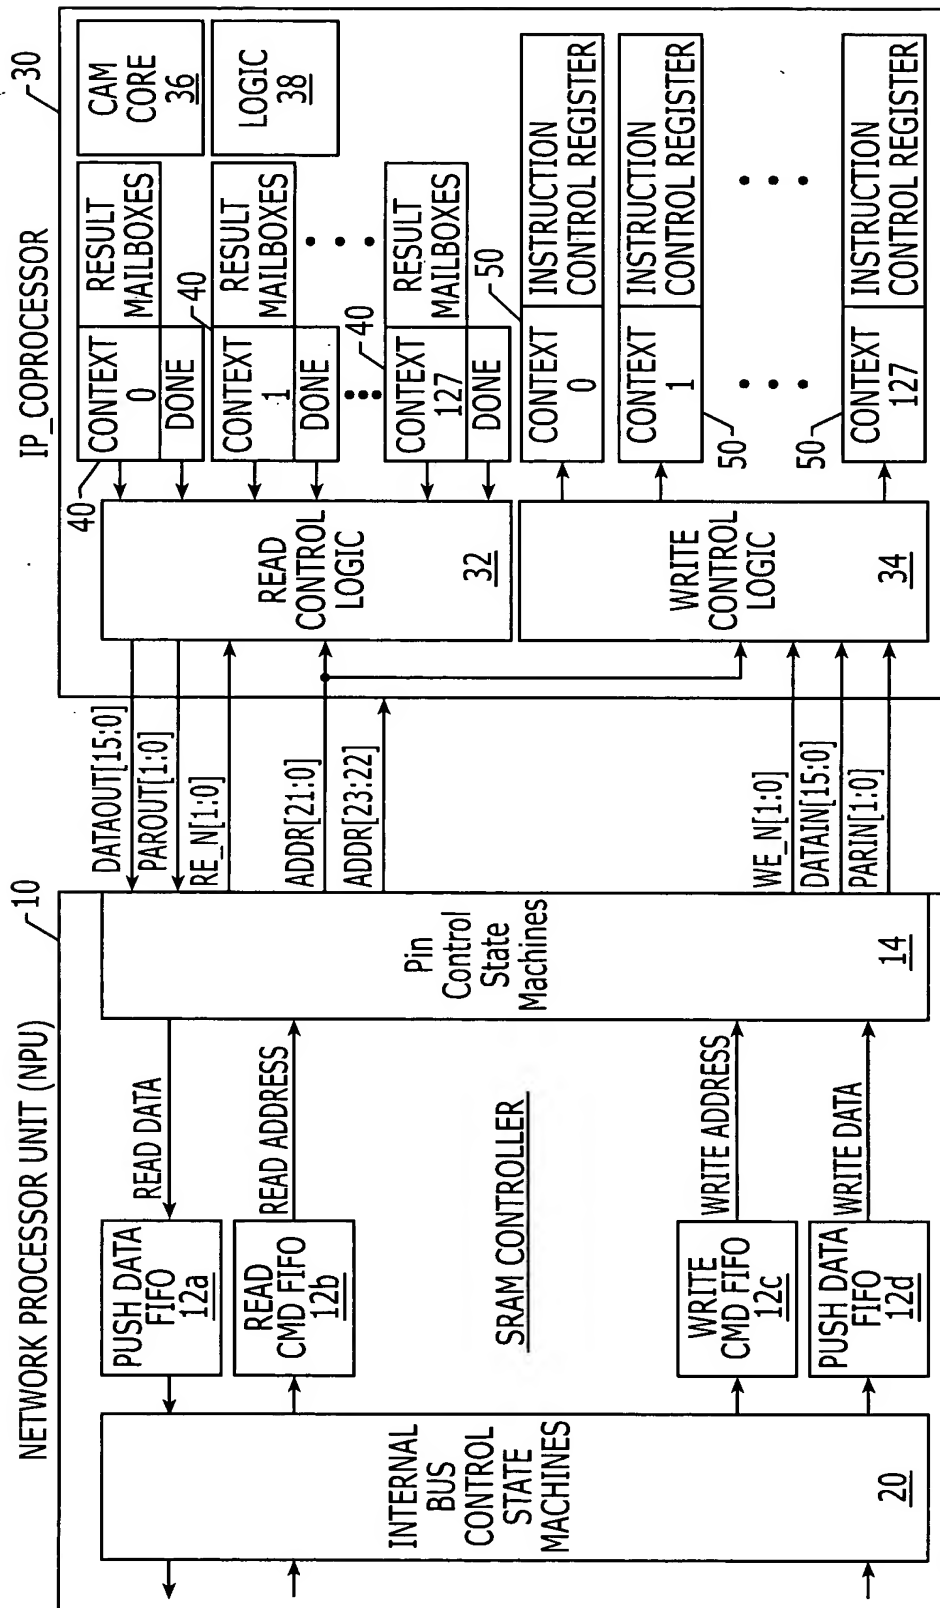 NETWORK PROCESSOR UNIT (NPU)
10
INTERNAL
BUS
CONTROL
STATE
MACHINES
20
PUSH DATA
FIFO
12a
READ
CMD FIFO
12b
SRAM CONTROLLER
WRITE
CMD FIFO
12c
PUSH DATA
FIFO
12d
READ DATA
READ ADDRESS
WRITE ADDRESS
WRITE DATA
Pin
Control
State
Machines
14
DATAOUT[15:0]
PAROUT[1:0]
RE_N[1:0]
ADDR[21:0]
ADDR[23:22]
WE_N[1:0]
DATAIN[15:0]
PARIN[1:0]
IP_COPROCESSOR
30
READ
CONTROL
LOGIC
32
WRITE
CONTROL
LOGIC
34
40
CONTEXT
0
DONE
RESULT
MAILBOXES
40
CONTEXT
1
DONE
RESULT
MAILBOXES
40
CONTEXT
127
DONE
RESULT
MAILBOXES
CAM
CORE
36
LOGIC
38
50
CONTEXT
0
INSTRUCTION
CONTROL REGISTER
50
CONTEXT
1
INSTRUCTION
CONTROL REGISTER
50
CONTEXT
127
INSTRUCTION
CONTROL REGISTER